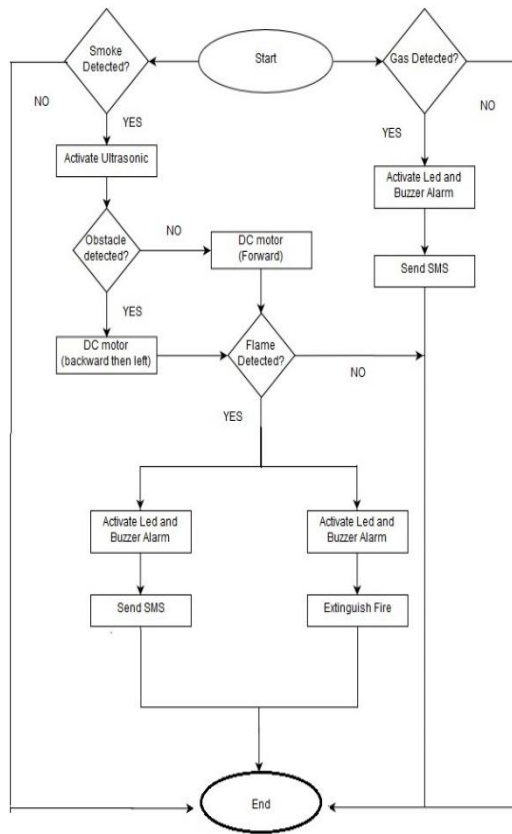 Smoke
Detected?
Start
Gas Detected?
NO
YES
YES
NO
Activate Ultrasonic
Activate Led and
Buzzer Alarm
Obstacle
detected?
NO
DC motor
(Forward)
Send SMS
YES
DC motor
(backward then left)
Flame
Detected?
NO
YES
Activate Led and
Buzzer Alarm
Activate Led and
Buzzer Alarm
Send SMS
Extinguish Fire
End